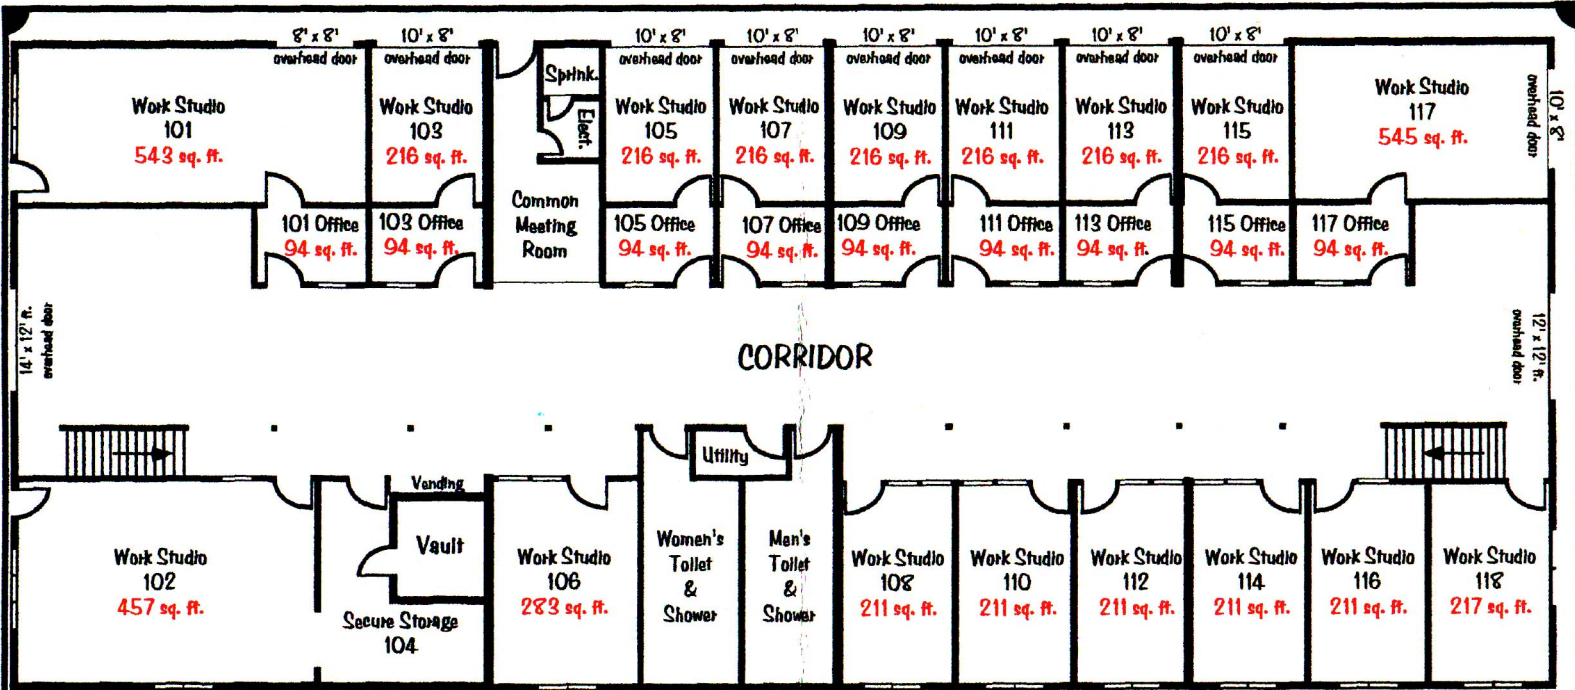 8' x 8'
overhead door
10' x 8'
overhead door
10' x 8'
overhead door
10' x 8'
overhead door
10' x 8'
overhead door
10' x 8'
overhead door
10' x 8'
overhead door
10' x 8'
overhead door
Work Studio
101
543 sq. ft.
Work Studio
103
216 sq. ft.
Sprink.
Elect.
Work Studio
105
216 sq. ft.
Work Studio
107
216 sq. ft.
Work Studio
109
216 sq. ft.
Work Studio
111
216 sq. ft.
Work Studio
113
216 sq. ft.
Work Studio
115
216 sq. ft.
Work Studio
117
545 sq. ft.
10' x 8'
overhead door
101 Office
94 sq. ft.
103 Office
94 sq. ft.
Common
Meeting
Room
105 Office
94 sq. ft.
107 Office
94 sq. ft.
109 Office
94 sq. ft.
111 Office
94 sq. ft.
113 Office
94 sq. ft.
115 Office
94 sq. ft.
117 Office
94 sq. ft.
14' x 12' ft.
overhead door
CORRIDOR
12' x 12' ft.
overhead door
Utility
Vending
Vault
Work Studio
102
457 sq. ft.
Secure Storage
104
Work Studio
106
283 sq. ft.
Women's
Toilet
&
Shower
Men's
Toilet
&
Shower
Work Studio
108
211 sq. ft.
Work Studio
110
211 sq. ft.
Work Studio
112
211 sq. ft.
Work Studio
114
211 sq. ft.
Work Studio
116
211 sq. ft.
Work Studio
118
217 sq. ft.